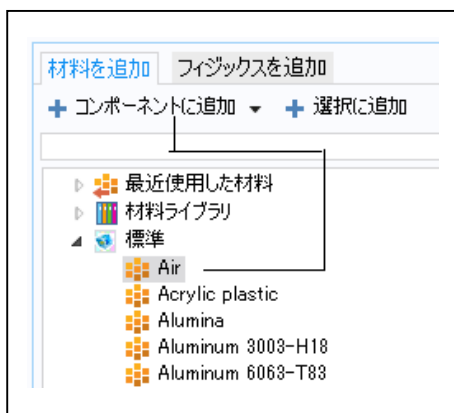 材料を追加 フィジックスを追加
コンポーネントに追加 選択に追加
最近使用した材料
材料ライブラリ
標準
Air
Acrylic plastic
Alumina
Aluminum 3003-H18
Aluminum 6063-T83